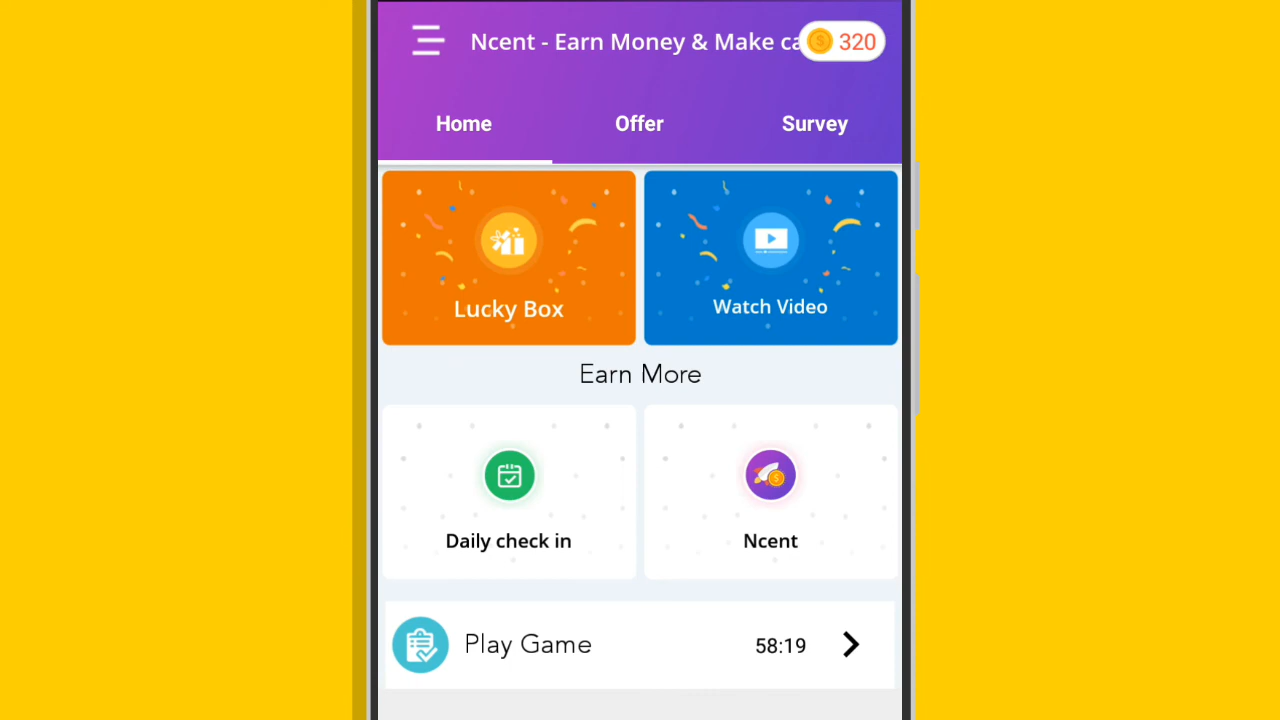 Ncent - Earn Money & Make ca
320
Home
Offer
Survey
Lucky Box
Watch Video
Earn More
Daily check in
Ncent
Play Game
58:19